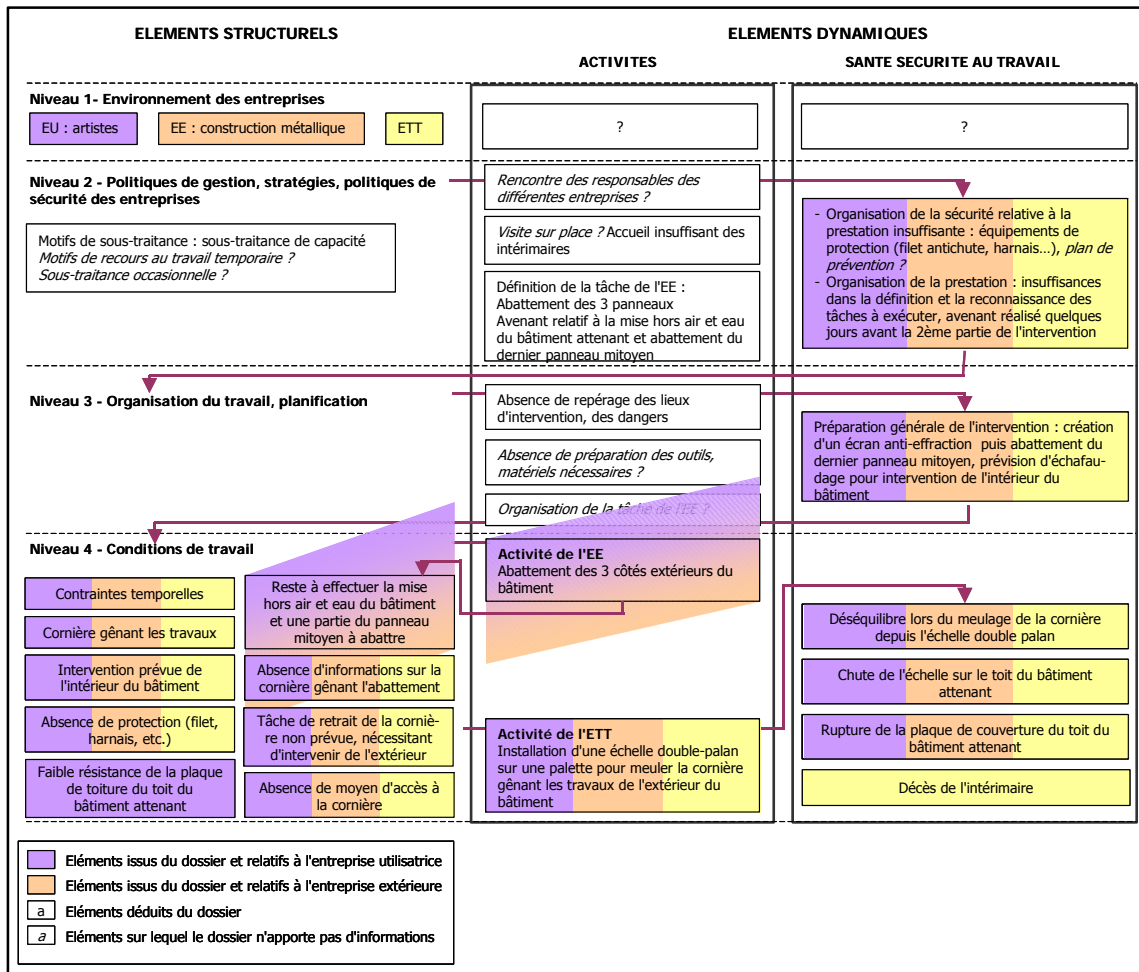 ELEMENTS STRUCTURELS
ELEMENTS DYNAMIQUES
ACTIVITES
SANTE SECURITE AU TRAVAIL
Niveau 1- Environnement des entreprises
EU : artistes
EE : construction métallique
ETT
?
?
Niveau 2 - Politiques de gestion, stratégies, politiques de
sécurité des entreprises
Motifs de sous-traitance : sous-traitance de capacité
Motifs de recours au travail temporaire ?
Sous-traitance occasionnelle ?
Rencontre des responsables des
différentes entreprises ?
Visite sur place ? Accueil insuffisant des
intérimaires
Définition de la tâche de l'EE :
Abattement des 3 panneaux
Avenant relatif à la mise hors air et eau
du bâtiment attenant et abattement du
dernier panneau mitoyen
- Organisation de la sécurité relative à la
prestation insuffisante : équipements de
protection (filet antichute, harnais...), plan de
prévention ?
- Organisation de la prestation : insuffisances
dans la définition et la reconnaissance des
tâches à exécuter, avenant réalisé quelques
jours avant la 2ème partie de l'intervention
Niveau 3 - Organisation du travail, planification
Absence de repérage des lieux
d'intervention, des dangers
Absence de préparation des outils,
matériels nécessaires ?
Organisation de la tâche de l'EE ?
Préparation générale de l'intervention : création
d'un écran anti-effraction puis abattement du
dernier panneau mitoyen, prévision d'échafau-
dage pour intervention de l'intérieur du
bâtiment
Niveau 4 - Conditions de travail
Contraintes temporelles
Cornière gênant les travaux
Intervention prévue de
l'intérieur du bâtiment
Absence de protection (filet,
harnais, etc.)
Faible résistance de la plaque
de toiture du toit du
bâtiment attenant
Reste à effectuer la mise
hors air et eau du bâtiment
et une partie du panneau
mitoyen à abattre
Absence d'informations sur la
cornière gênant l'abattement
Tâche de retrait de la corniè-
re non prévue, nécessitant
d'intervenir de l'extérieur
Absence de moyen d'accès à
la cornière
Activité de l'EE
Abattement des 3 côtés extérieurs du
bâtiment
Activité de l'ETT
Installation d'une échelle double-palan
sur une palette pour meuler la cornière
gênant les travaux de l'extérieur du
bâtiment
Déséquilibre lors du meulage de la cornière
depuis l'échelle double palan
Chute de l'échelle sur le toit du bâtiment
attenant
Rupture de la plaque de couverture du toit du
bâtiment attenant
Décès de l'intérimaire
Eléments issus du dossier et relatifs à l'entreprise utilisatrice
Eléments issus du dossier et relatifs à l'entreprise extérieure
a Eléments déduits du dossier
a Eléments sur lequel le dossier n'apporte pas d'informations